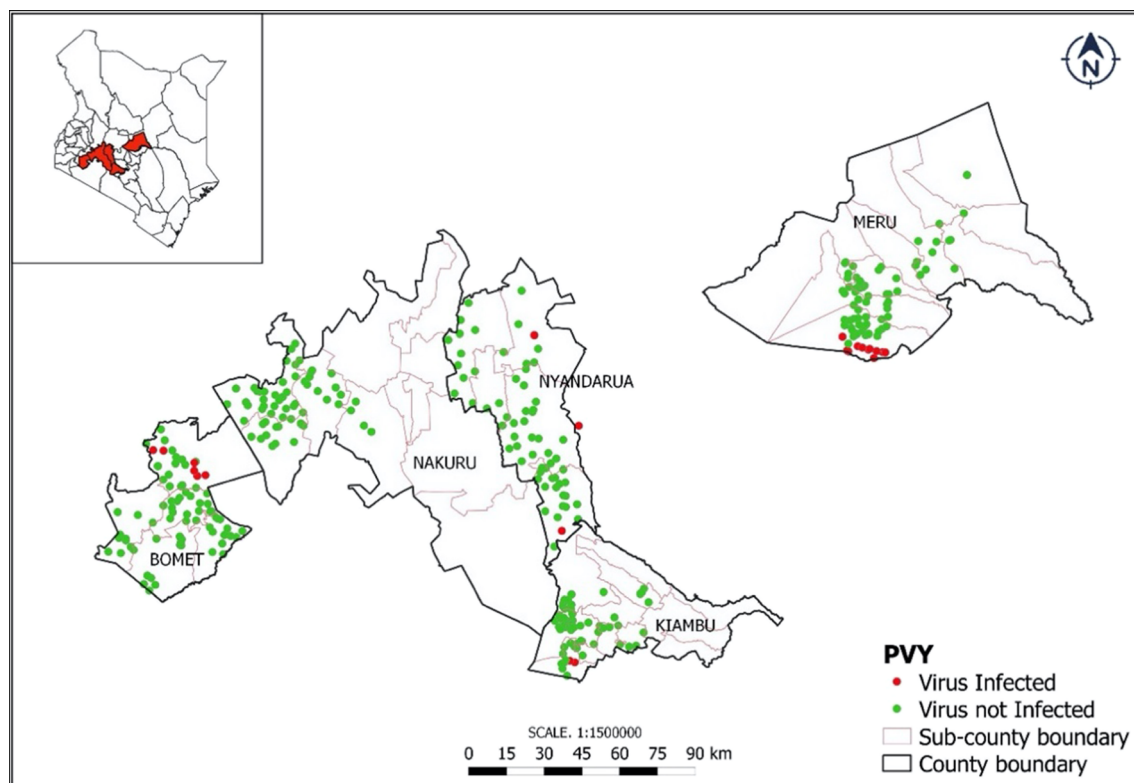 N
MERU
NYANDARUA
NAKURU
BOMET
KIAMBU
PVY
Virus Infected
Virus not Infected
Sub-county boundary
County boundary
SCALE. 1:1500000
0 15 30 45 60 75 90 km